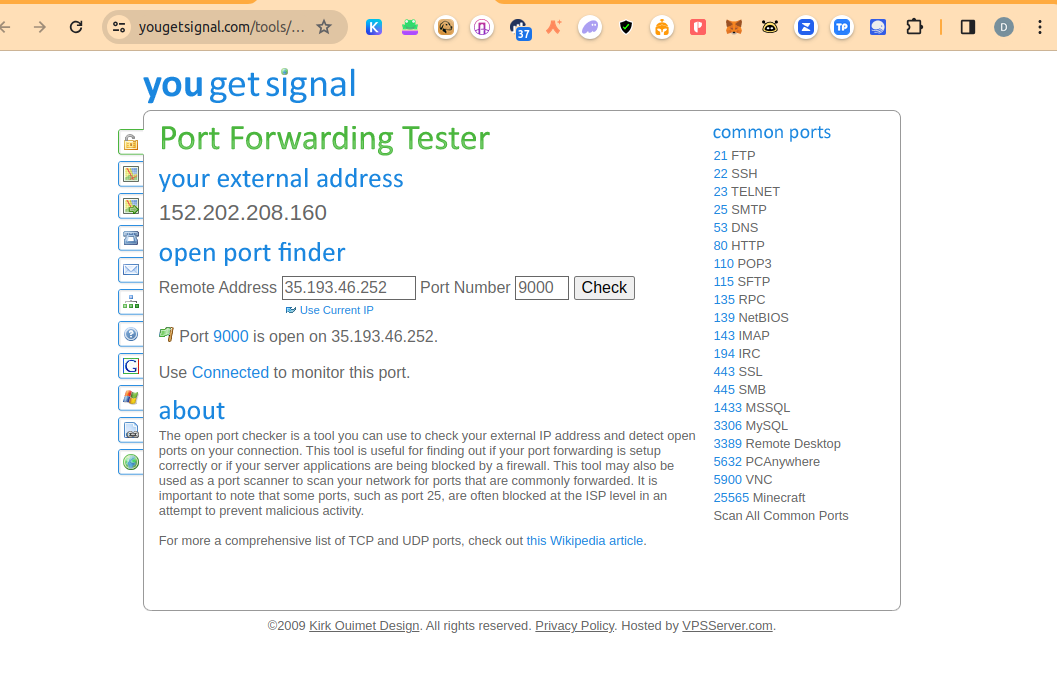 yougetsignal.com/tools/...
37
D
you get signal
Port Forwarding Tester
your external address
152.202.208.160
open port finder
Remote Address 35.193.46.252 Port Number 9000 Check
Use Current IP
Port 9000 is open on 35.193.46.252.
Use Connected to monitor this port.
about
The open port checker is a tool you can use to check your external IP address and detect open
ports on your connection. This tool is useful for finding out if your port forwarding is setup
correctly or if your server applications are being blocked by a firewall. This tool may also be
used as a port scanner to scan your network for ports that are commonly forwarded. It is
important to note that some ports, such as port 25, are often blocked at the ISP level in an
attempt to prevent malicious activity.
For more a comprehensive list of TCP and UDP ports, check out this Wikipedia article.
common ports
21 FTP
22 SSH
23 TELNET
25 SMTP
53 DNS
80 HTTP
110 POP3
115 SFTP
135 RPC
139 NetBIOS
143 IMAP
194 IRC
443 SSL
445 SMB
1433 MSSQL
3306 MySQL
3389 Remote Desktop
5632 PCAnywhere
5900 VNC
25565 Minecraft
Scan All Common Ports
©2009 Kirk Ouimet Design. All rights reserved. Privacy Policy. Hosted by VPSServer.com.